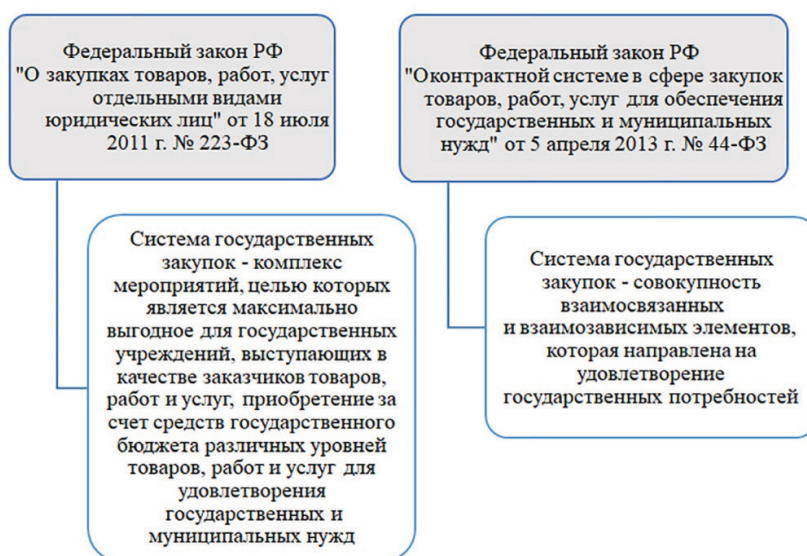 Федеральный закон РФ
"О закупках товаров, работ, услуг
отдельными видами
юридических лиц" от 18 июля
2011 г. № 223-ФЗ
Система государственных
закупок - комплекс
мероприятий, целью которых
является максимально
выгодное для государственных
учреждений, выступающих в
качестве заказчиков товаров,
работ и услуг, приобретение за
счет средств государственного
бюджета различных уровней
товаров, работ и услуг для
удовлетворения
государственных и
муниципальных нужд
Федеральный закон РФ
"Оконтрактной системе в сфере закупок
товаров, работ, услуг для обеспечения
государственных и муниципальных
нужд" от 5 апреля 2013 г. № 44-ФЗ
Система государственных
закупок - совокупность
взаимосвязанных
и взаимозависимых элементов,
которая направлена на
удовлетворение
государственных потребностей